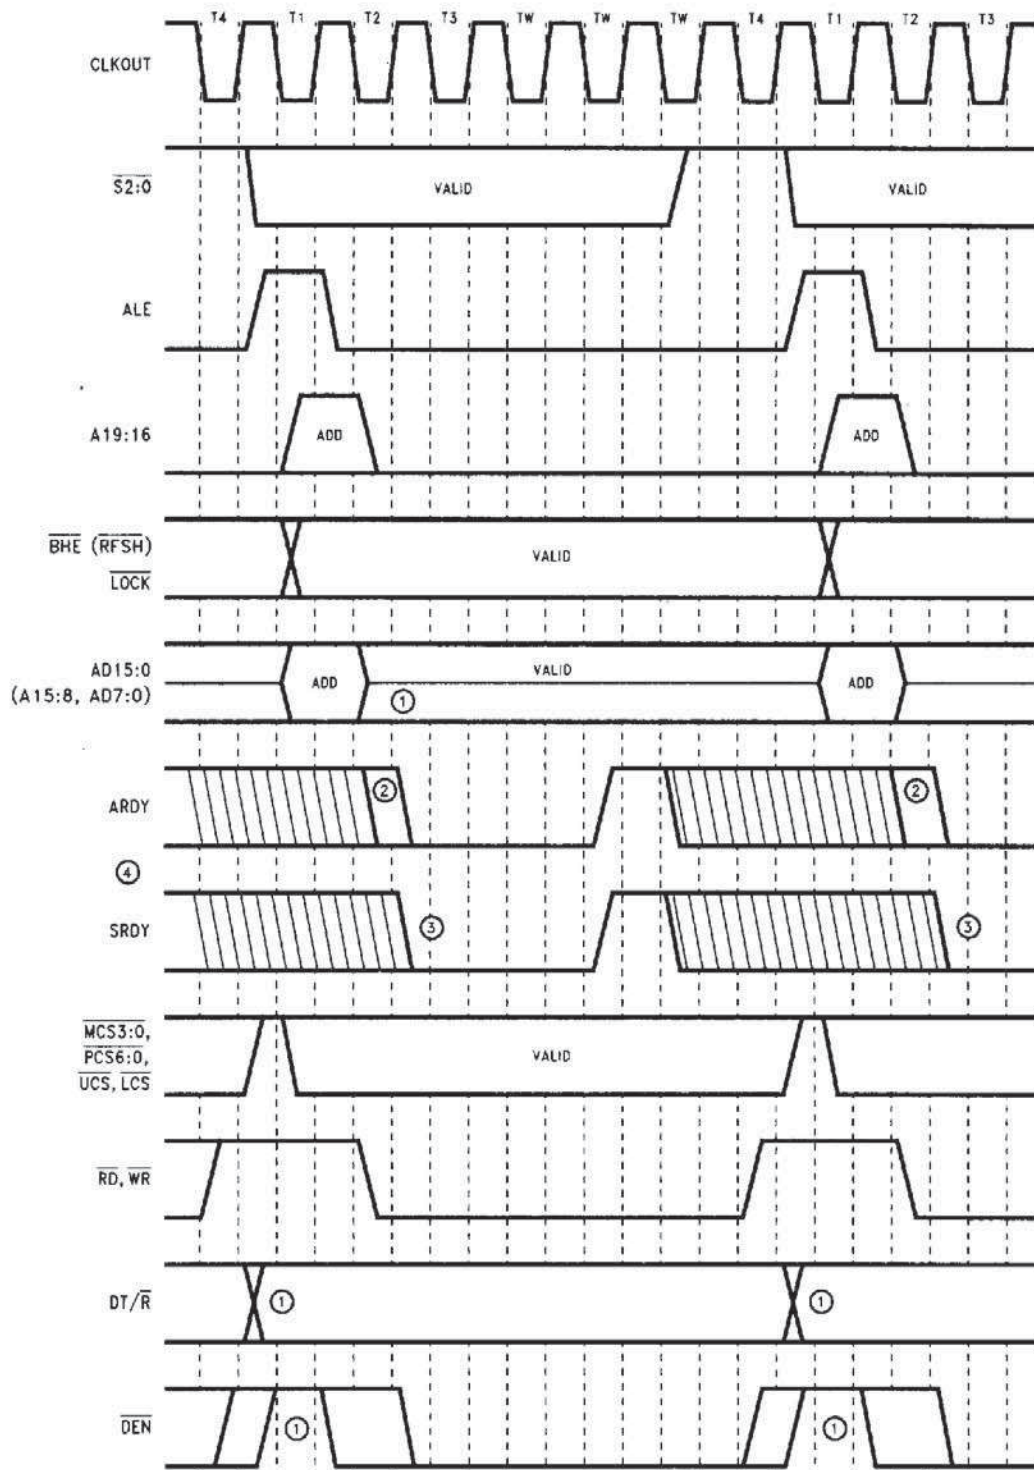 T4 T1 T2 T3 TW TW TW T4 T1 T2 T3
CLKOUT
S2:0
VALID VALID
ALE
A19:16
ADD ADD
BHE (RFSH)
LOCK
VALID
AD15:0
(A15:8, AD7:0)
ADD VALID ADD
①
ARDY
② ②
④
SRDY
③ ③
MCS3:0,
PCS6:0,
UCS, LCS
VALID
RD, WR
DT/R
① ①
DEN
① ①